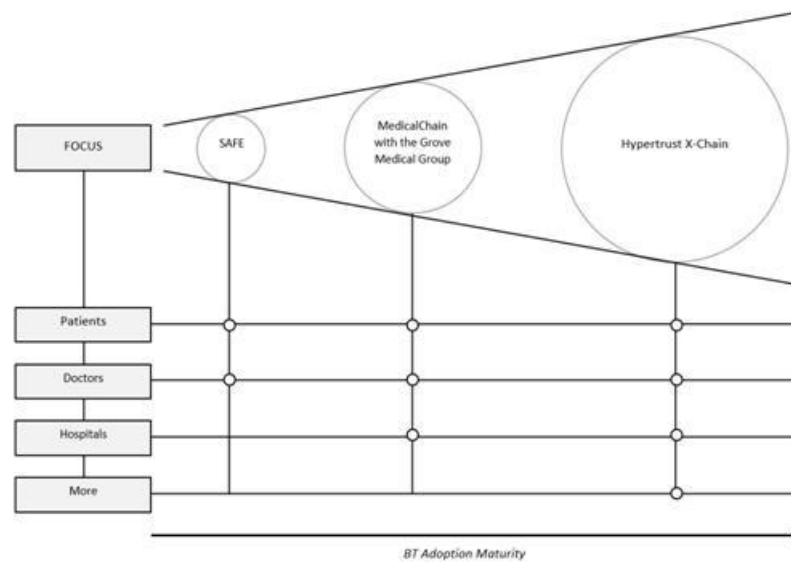 FOCUS
SAFE
MedicalChain
with the Grove
Medical Group
Hypertrust X-Chain
Patients
Doctors
Hospitals
More
BT Adoption Maturity